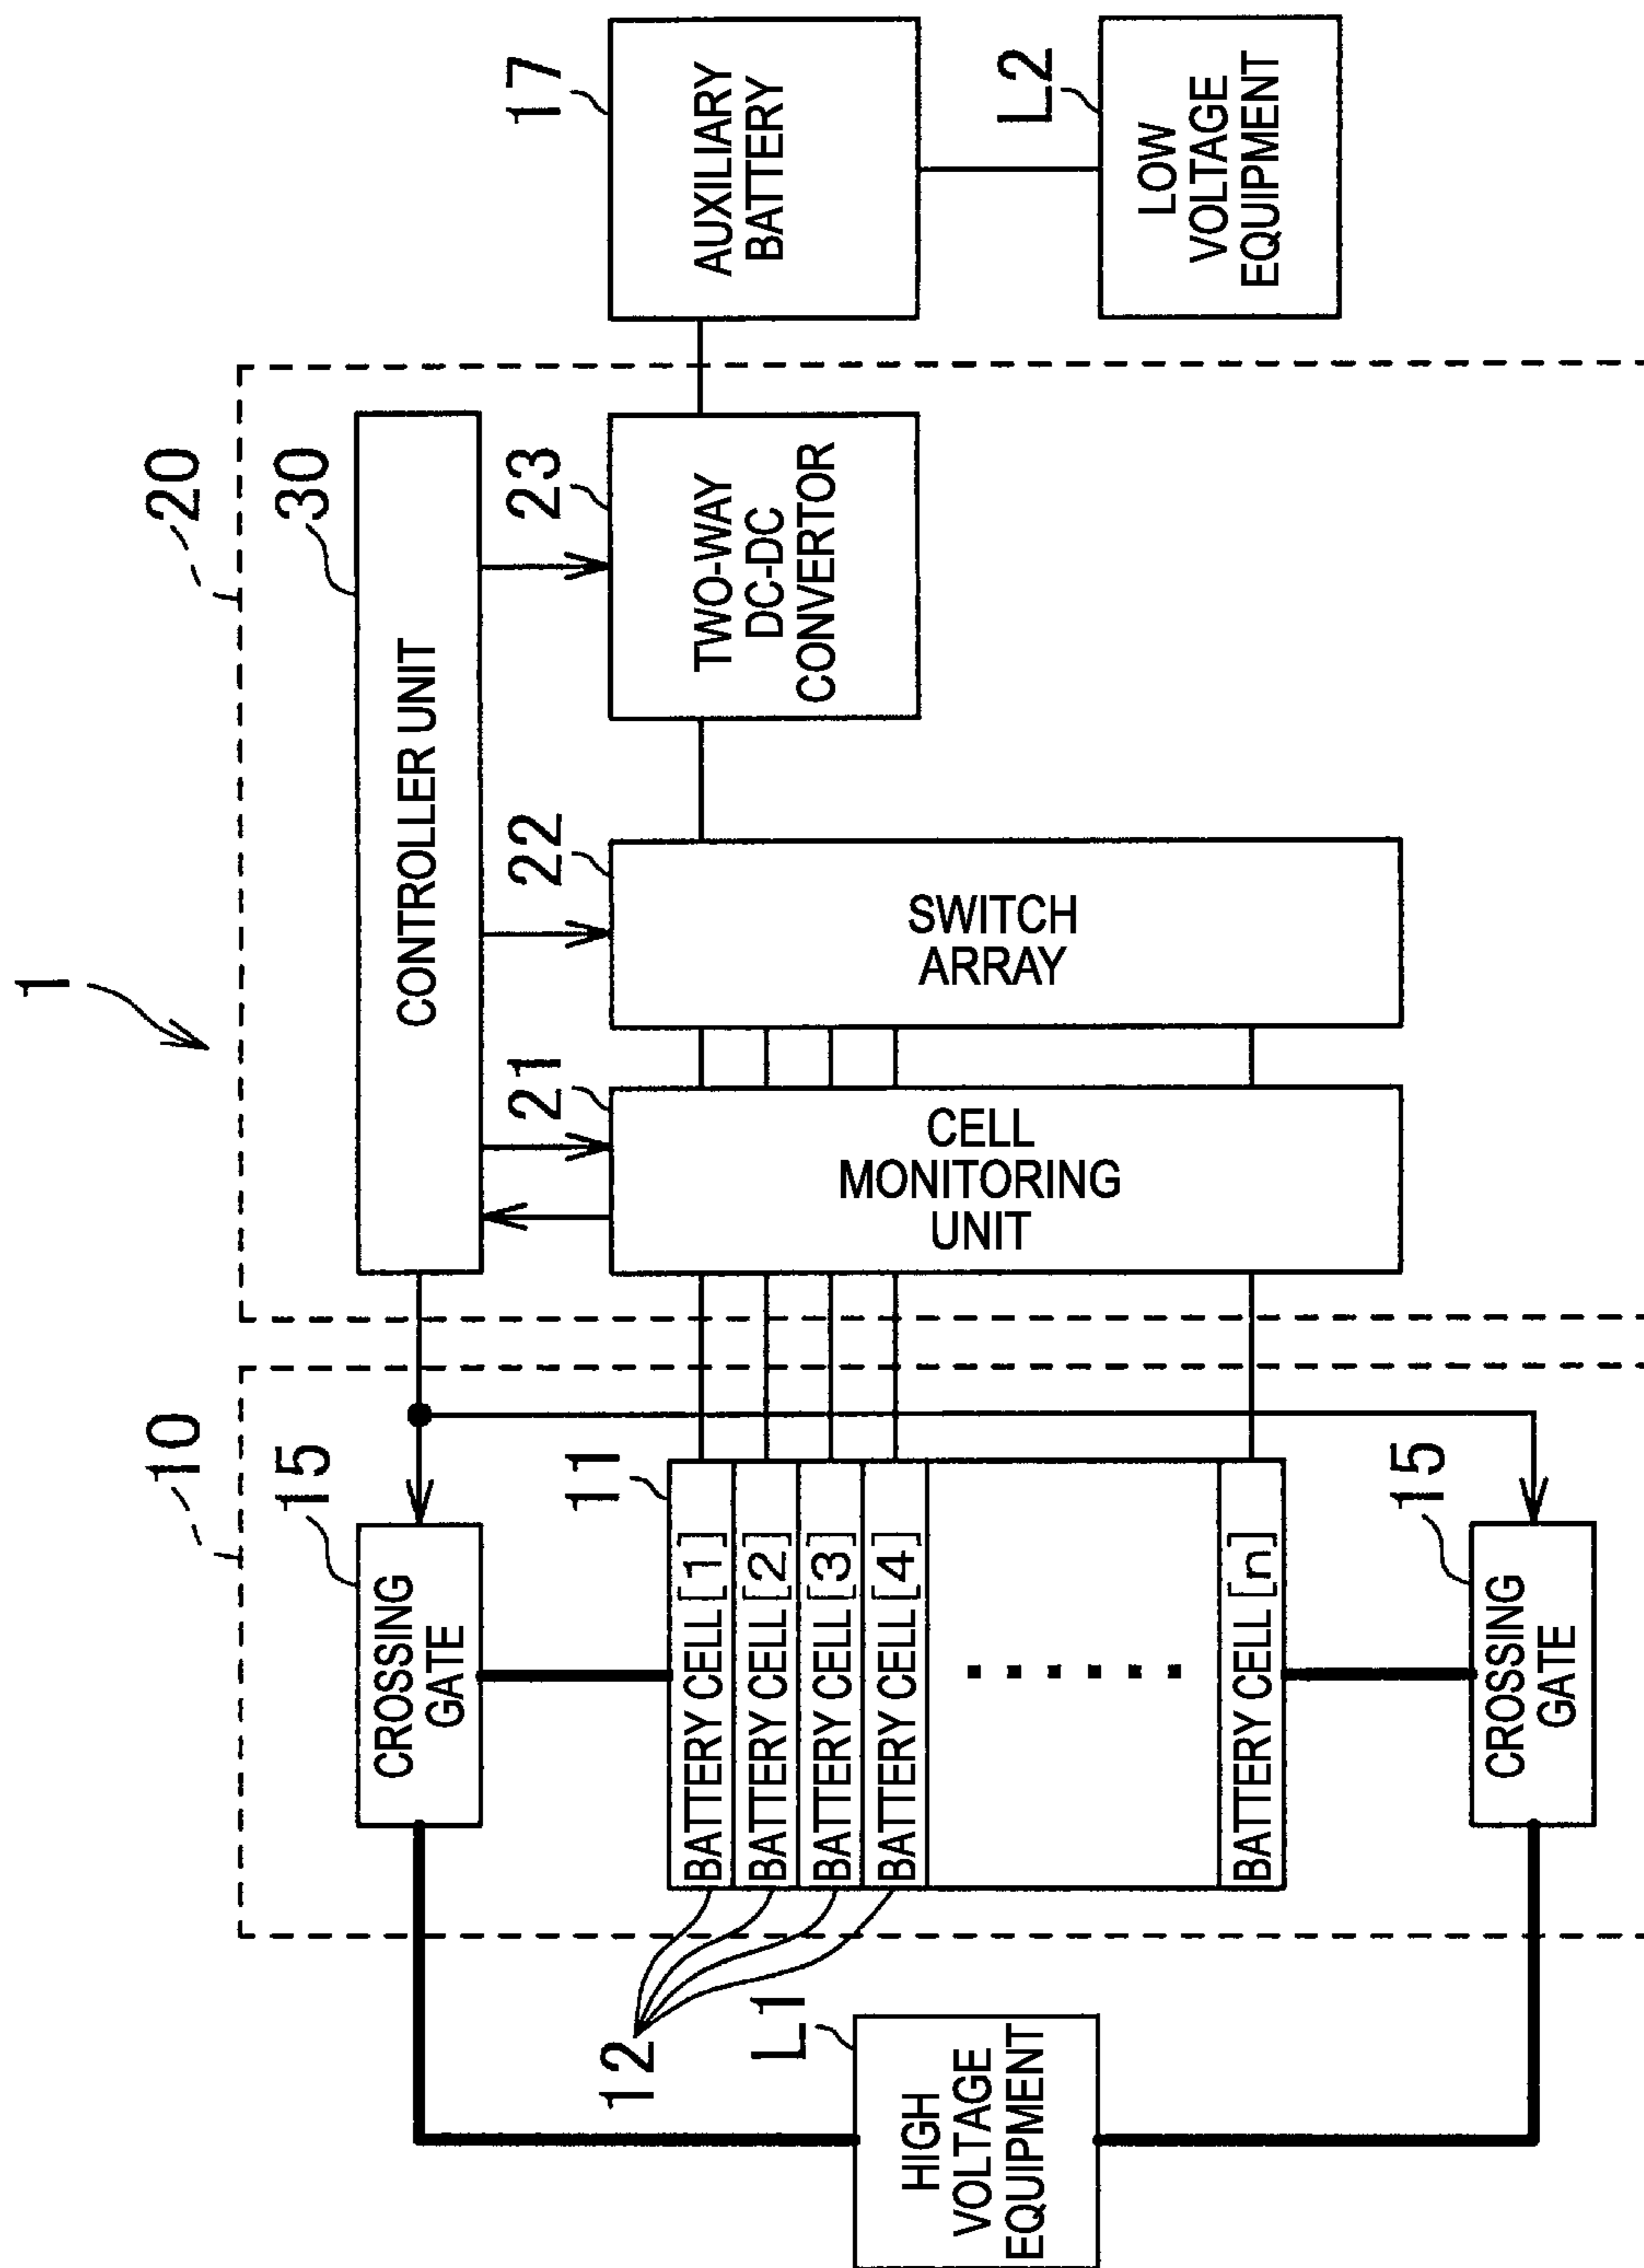 1
10
20
15
CROSSING
GATE
30
CONTROLLER UNIT
12
11
BATTERY CELL[1]
BATTERY CELL[2]
BATTERY CELL[3]
BATTERY CELL[4]
······
BATTERY CELL[n]
21
CELL
MONITORING
UNIT
22
SWITCH
ARRAY
23
TWO-WAY
DC-DC
CONVERTOR
17
AUXILIARY
BATTERY
L1
HIGH
VOLTAGE
EQUIPMENT
L2
LOW
VOLTAGE
EQUIPMENT
15
CROSSING
GATE